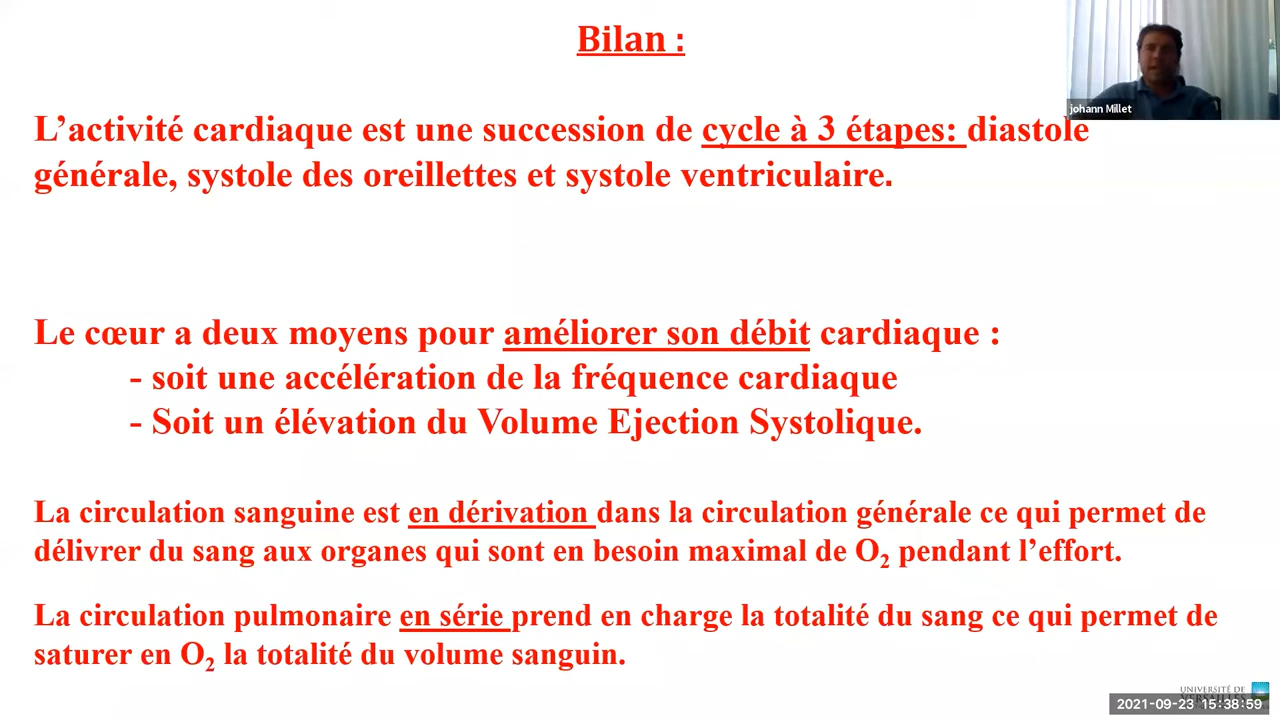 Bilan :
johann Millet
L’activité cardiaque est une succession de cycle à 3 étapes: diastole
générale, systole des oreillettes et systole ventriculaire.
Le cœur a deux moyens pour améliorer son débit cardiaque :
- soit une accélération de la fréquence cardiaque
- Soit un élévation du Volume Ejection Systolique.
La circulation sanguine est en dérivation dans la circulation générale ce qui permet de
délivrer du sang aux organes qui sont en besoin maximal de O2 pendant l’effort.
La circulation pulmonaire en série prend en charge la totalité du sang ce qui permet de
saturer en O2 la totalité du volume sanguin.
UNIVERSITÉ DE
2021-09-23 15:38:59